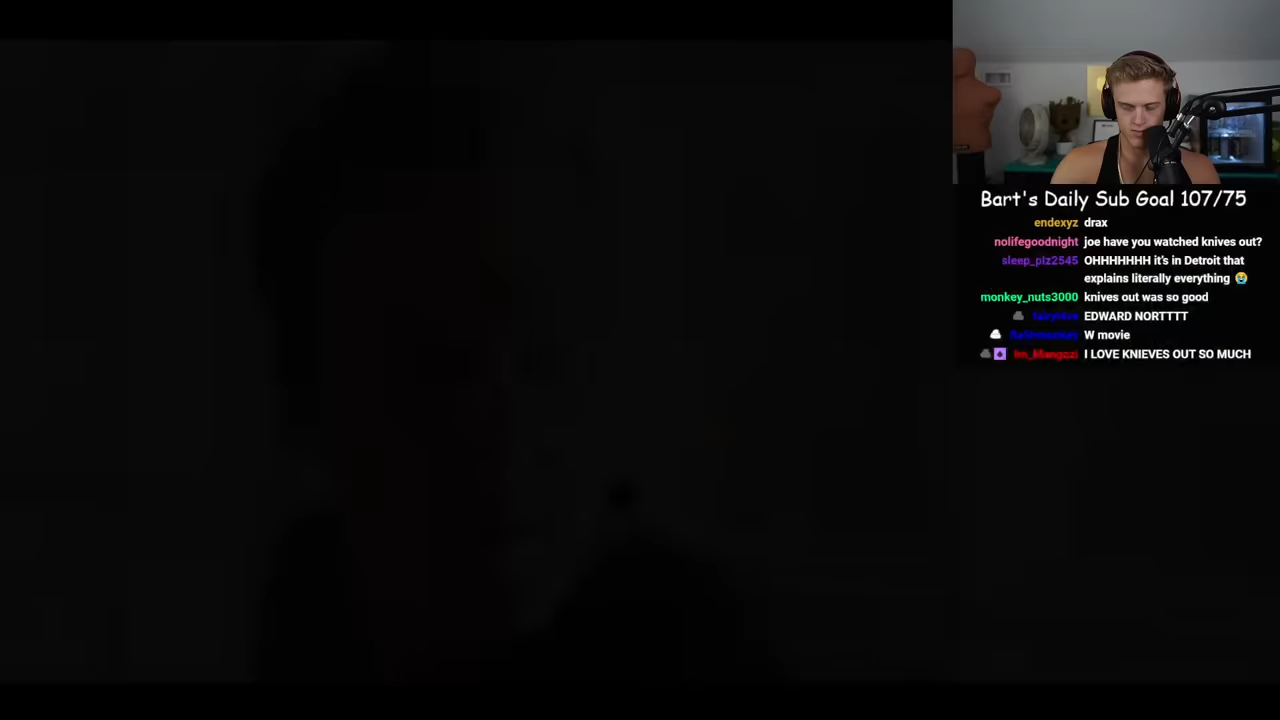 Bart's Daily Sub Goal 107/75
endexyz drax
nolifegoodnight joe have you watched knives out?
sleep_plz2545 OHHHHHHH it's in Detroit that
explains literally everything 😭
monkey_nuts3000 knives out was so good
EDWARD NORTTTT
W movie
Im_Mangozi I LOVE KNIEVES OUT SO MUCH